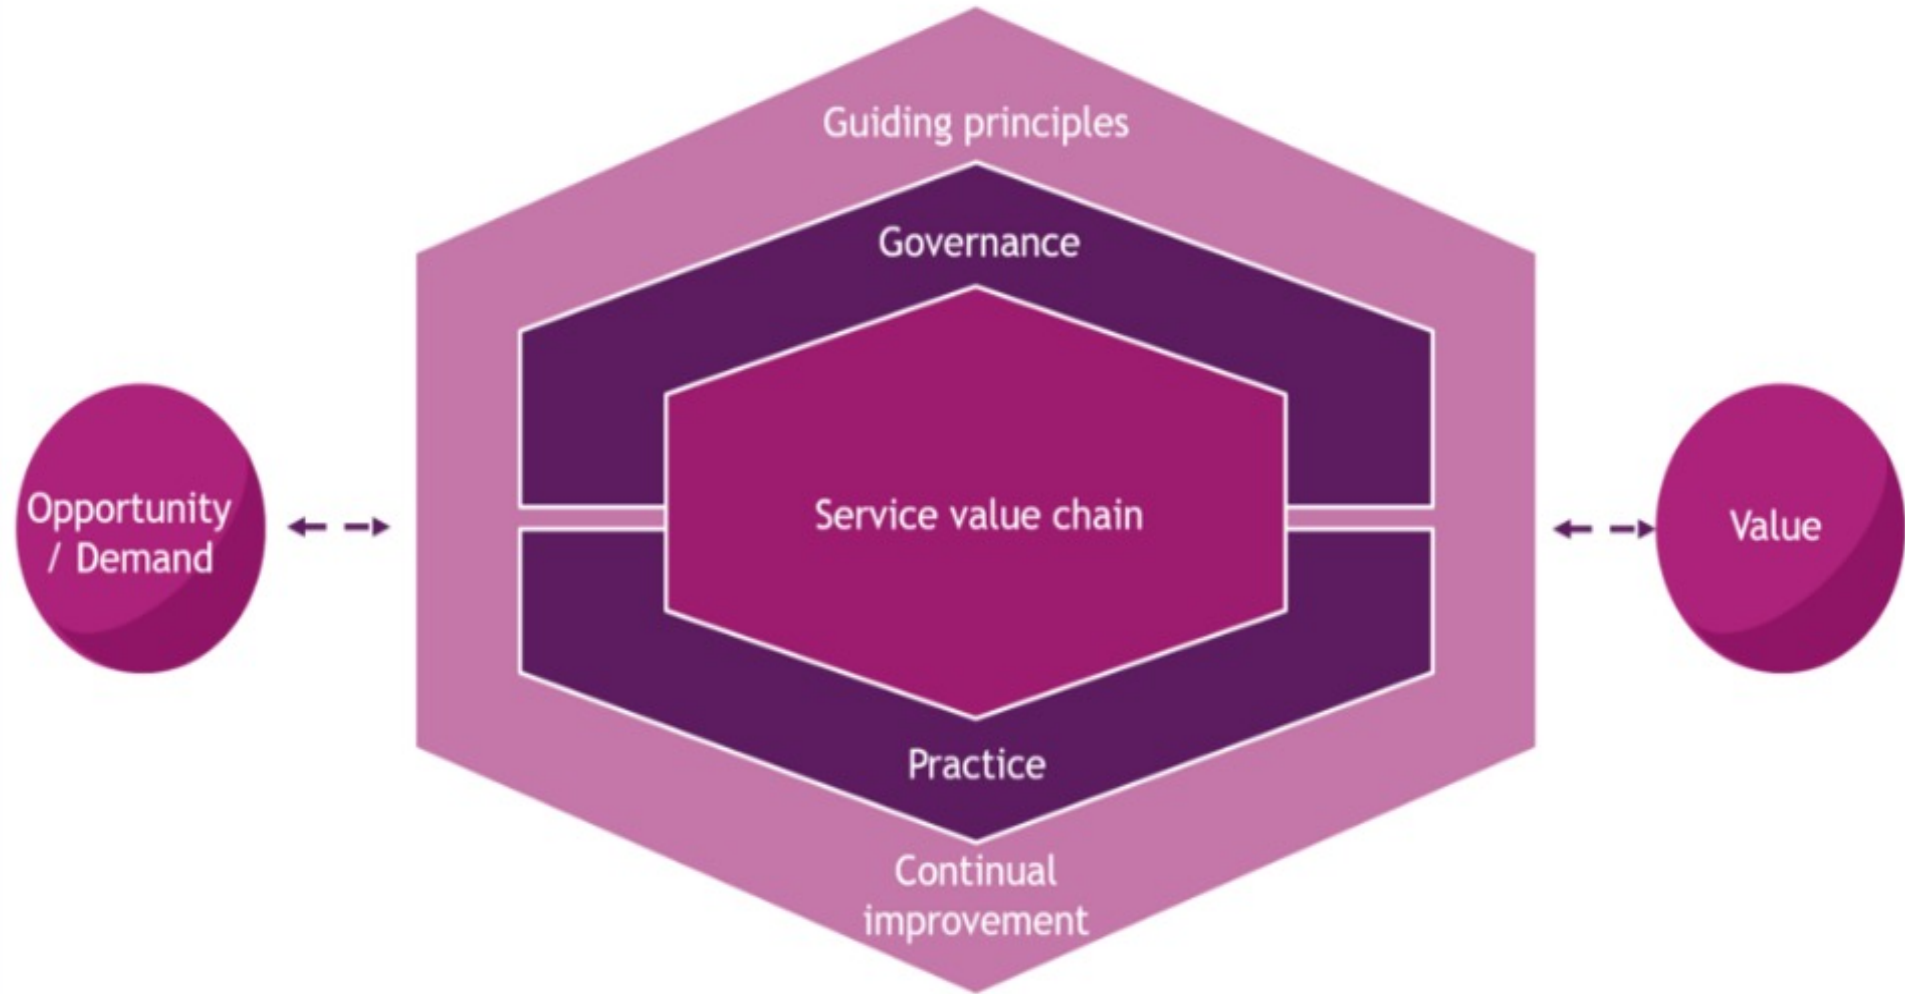 Guiding principles
Governance
Opportunity
/ Demand
Service value chain
Value
Practice
Continual
improvement